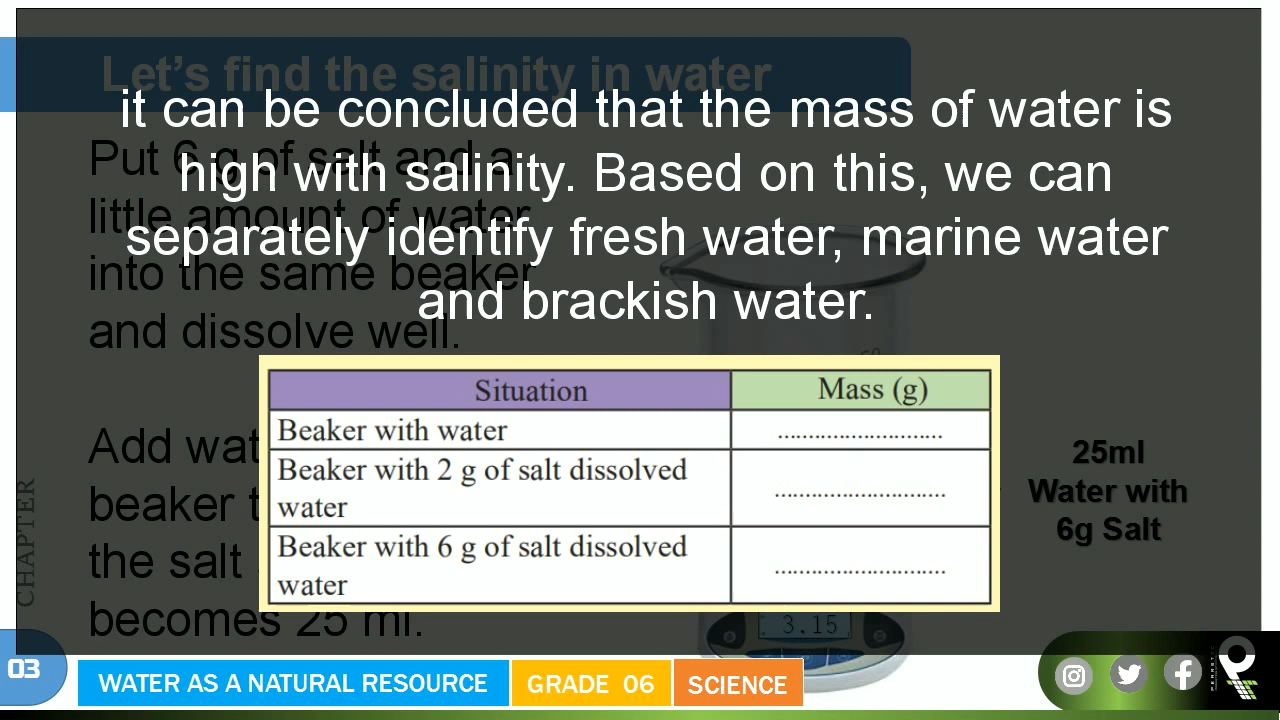 Let's find the salinity in water
it can be concluded that the mass of water is
high with salinity. Based on this, we can
separately identify fresh water, marine water
and brackish water.
Put 6 g of salt and a
little amount of water
into the same beaker
and dissolve well.
Add wat
beaker t
the salt
becomes 25 ml.
Situation Mass (g)
Beaker with water ...........................
Beaker with 2 g of salt dissolved
water ............................
Beaker with 6 g of salt dissolved
water ............................
25ml
Water with
6g Salt
50
3.15
CHAPTER
03
WATER AS A NATURAL RESOURCE GRADE 06 SCIENCE